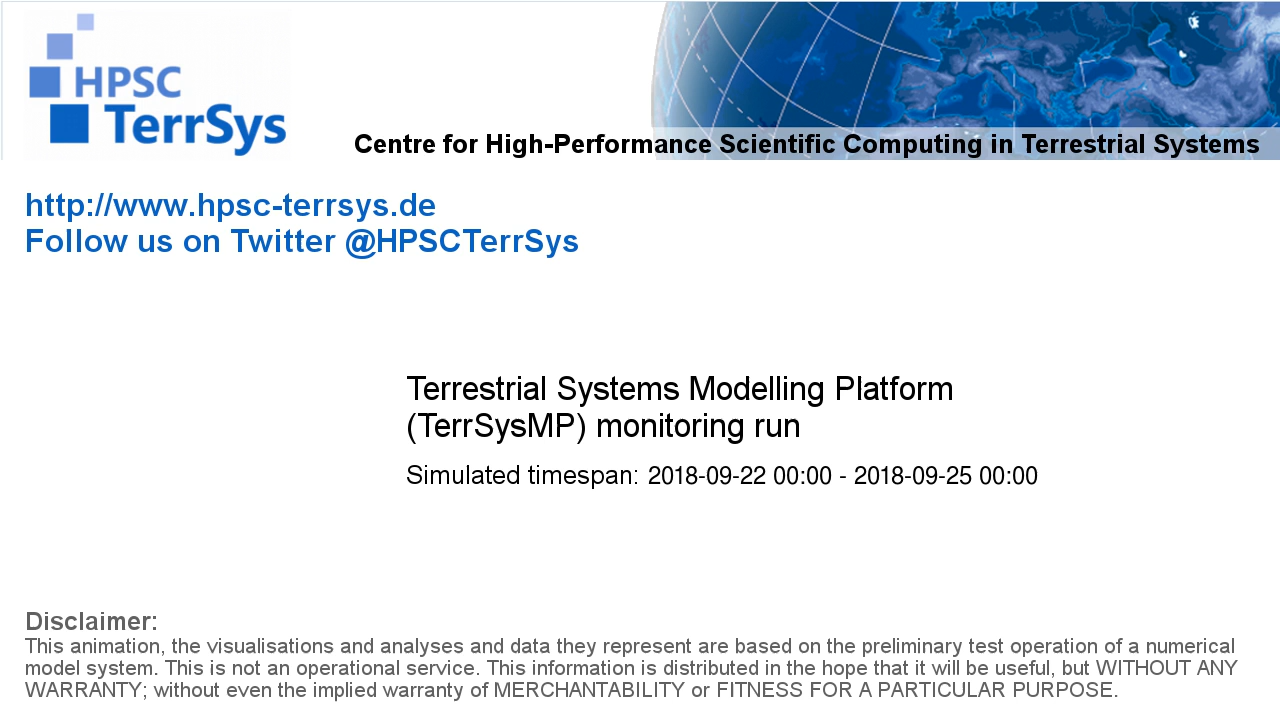 HPSC
TerrSys
Centre for High-Performance Scientific Computing in Terrestrial Systems
http://www.hpsc-terrsys.de
Follow us on Twitter @HPSCTerrSys
Terrestrial Systems Modelling Platform
(TerrSysMP) monitoring run
Simulated timespan: 2018-09-22 00:00 - 2018-09-25 00:00
Disclaimer:
This animation, the visualisations and analyses and data they represent are based on the preliminary test operation of a numerical
model system. This is not an operational service. This information is distributed in the hope that it will be useful, but WITHOUT ANY
WARRANTY; without even the implied warranty of MERCHANTABILITY or FITNESS FOR A PARTICULAR PURPOSE.